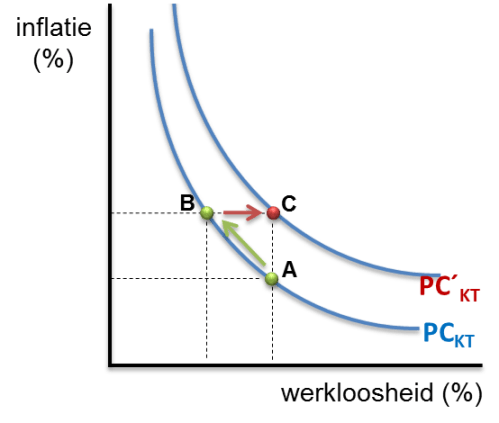 inflatie
(%)
B
C
A
PC´KT
PCKT
werkloosheid (%)